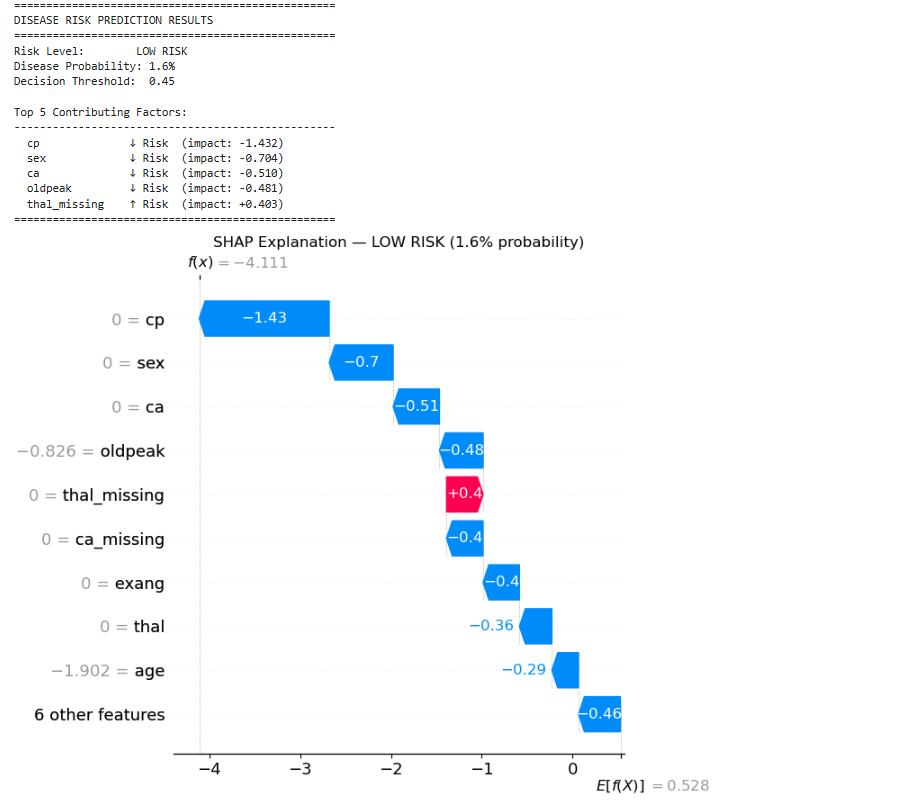 ==================================================
DISEASE RISK PREDICTION RESULTS
==================================================
Risk Level: LOW RISK
Disease Probability: 1.6%
Decision Threshold: 0.45
Top 5 Contributing Factors:
--------------------------------------------------
cp ↓ Risk (impact: -1.432)
sex ↓ Risk (impact: -0.704)
ca ↓ Risk (impact: -0.510)
oldpeak ↓ Risk (impact: -0.481)
thal_missing ↑ Risk (impact: +0.403)
==================================================
SHAP Explanation — LOW RISK (1.6% probability)
f(x) = −4.111
0 = cp −1.43
0 = sex −0.7
0 = ca −0.51
−0.826 = oldpeak −0.48
0 = thal_missing +0.4
0 = ca_missing −0.4
0 = exang −0.4
0 = thal −0.36
−1.902 = age −0.29
6 other features −0.46
−4 −3 −2 −1 0
E[f(X)] = 0.528